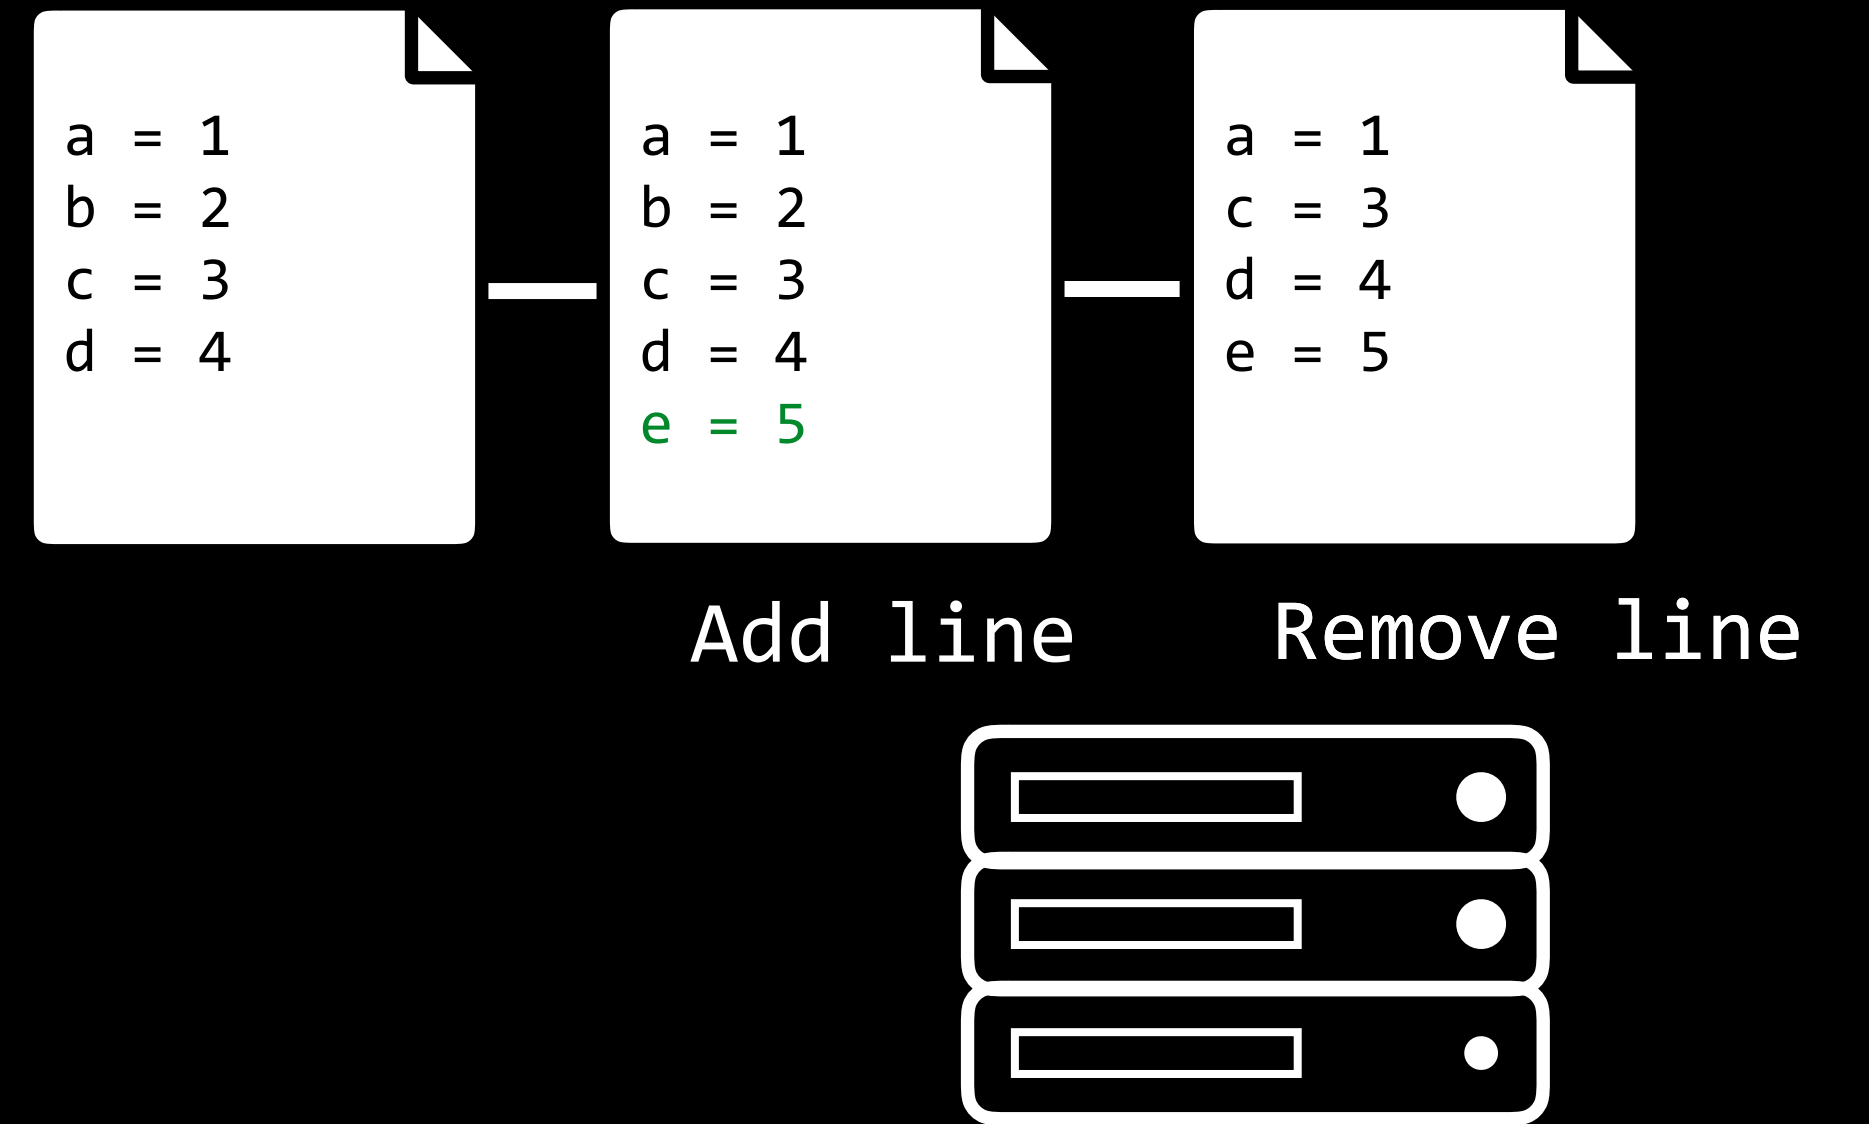 a = 1
b = 2
c = 3
d = 4
a = 1
b = 2
c = 3
d = 4
e = 5
a = 1
c = 3
d = 4
e = 5
Add line
Remove line